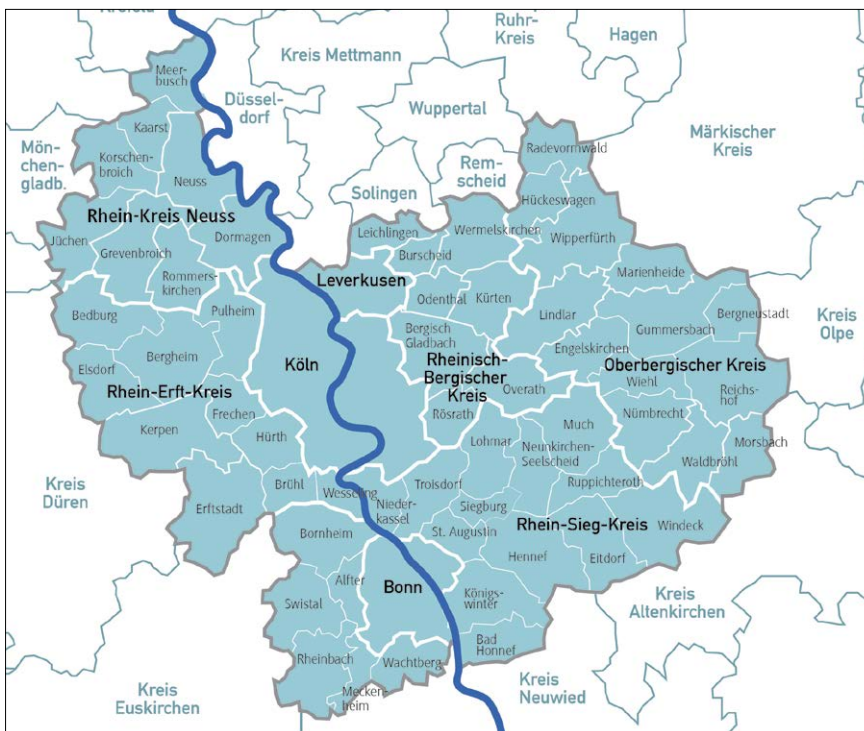 Krefeld
Kreis Mettmann
Ruhr-
Kreis
Hagen
Meer-
busch
Düssel-
dorf
Wuppertal
Märkischer
Kreis
Kaarst
Mön-
chen-
gladb.
Korschen-
broich
Neuss
Rem-
scheid
Solingen
Radevormwald
Hückeswagen
Rhein-Kreis Neuss
Jüchen
Grevenbroich
Dormagen
Rommers-
kirchen
Leichlingen
Wermelskirchen
Burscheid
Wipperfürth
Marienheide
Leverkusen
Odenthal
Kürten
Lindlar
Bergneustadt
Gummersbach
Kreis
Olpe
Bedburg
Pulheim
Bergisch
Gladbach
Engelskirchen
Bergheim
Elsdorf
Köln
Rheinisch-
Bergischer
Kreis
Oberbergischer Kreis
Wiehl
Reichs-
hof
Rhein-Erft-Kreis
Overath
Rösrath
Nümbrecht
Frechen
Kerpen
Hürth
Much
Lohmar
Neunkirchen-
Seelscheid
Morsbach
Waldbröhl
Kreis
Düren
Brühl
Wesseling
Troisdorf
Ruppichteroth
Erftstadt
Nieder-
kassel
Siegburg
Rhein-Sieg-Kreis
Windeck
Bornheim
St. Augustin
Hennef
Eitdorf
Alfter
Bonn
Swistal
Königs-
winter
Kreis
Altenkirchen
Bad
Honnef
Rheinbach
Wachtberg
Mecken-
heim
Kreis
Euskirchen
Kreis
Neuwied